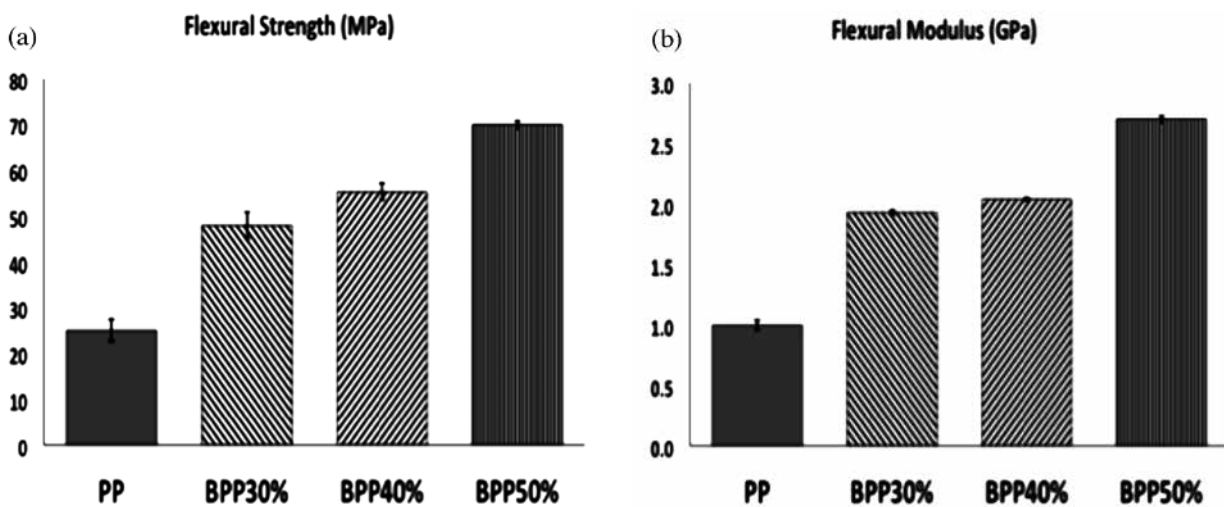 (a)
Flexural Strength (MPa)
80
70
60
50
40
30
20
10
0
PP BPP30% BPP40% BPP50%
(b)
Flexural Modulus (GPa)
3.0
2.5
2.0
1.5
1.0
0.5
0.0
PP BPP30% BPP40% BPP50%